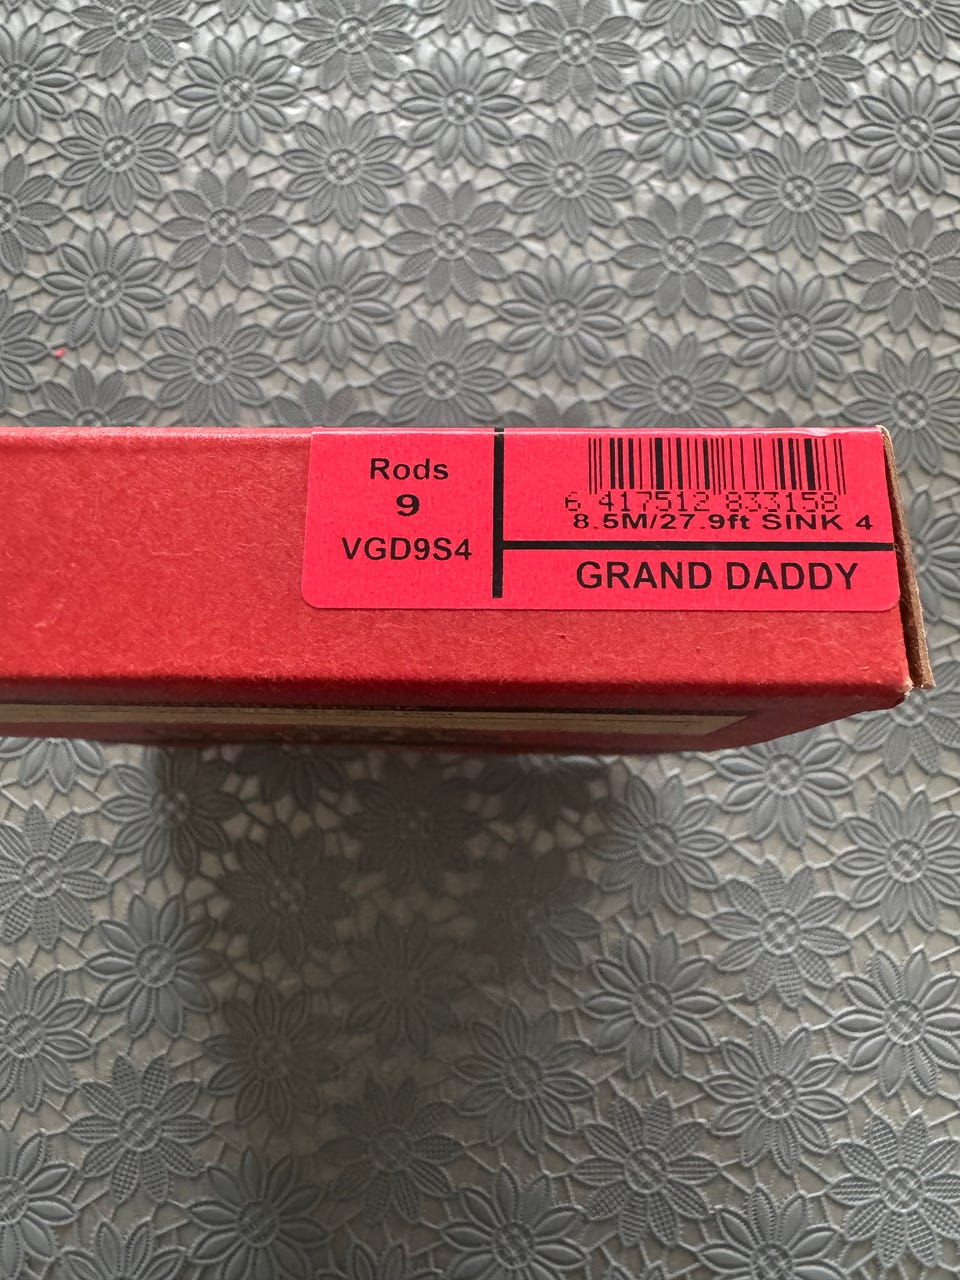 Rods
9
VGD9S4
6 417512 833158
8.5M/27.9ft SINK 4
GRAND DADDY